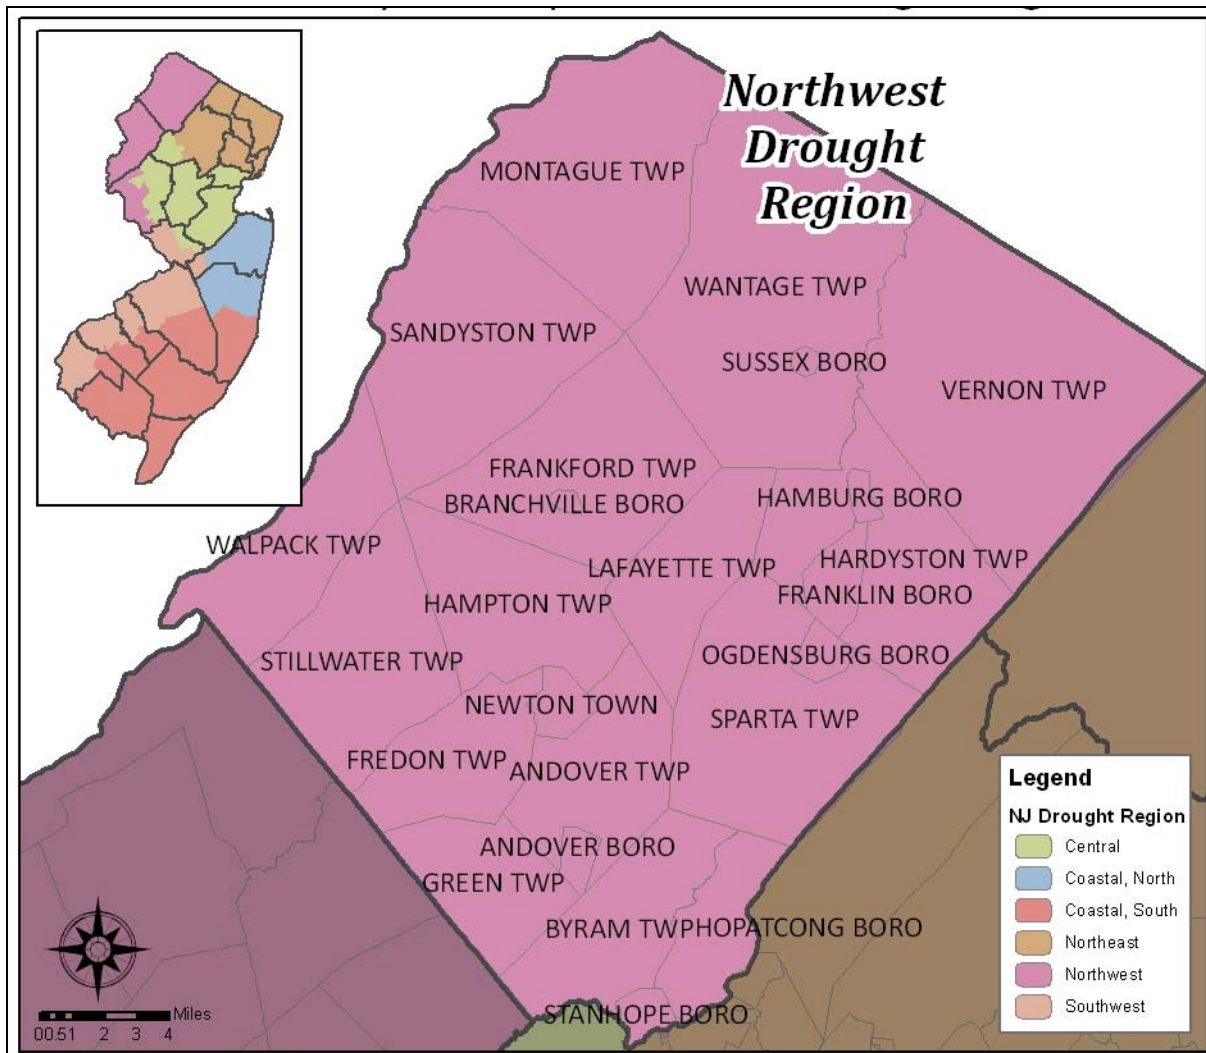 Northwest
Drought
Region
MONTAGUE TWP
WANTAGE TWP
SANDYSTON TWP
SUSSEX BORO
VERNON TWP
FRANKFORD TWP
BRANCHVILLE BORO
HAMBURG BORO
WALPACK TWP
LAFAYETTE TWP
HARDYSTON TWP
FRANKLIN BORO
HAMPTON TWP
STILLWATER TWP
OGDENSBURG BORO
NEWTON TOWN
SPARTA TWP
FREDON TWP
ANDOVER TWP
ANDOVER BORO
GREEN TWP
BYRAM TWP
HOPATCONG BORO
STANHOPE BORO
Legend
NJ Drought Region
Central
Coastal, North
Coastal, South
Northeast
Northwest
Southwest
Miles
0 0.5 1 2 3 4